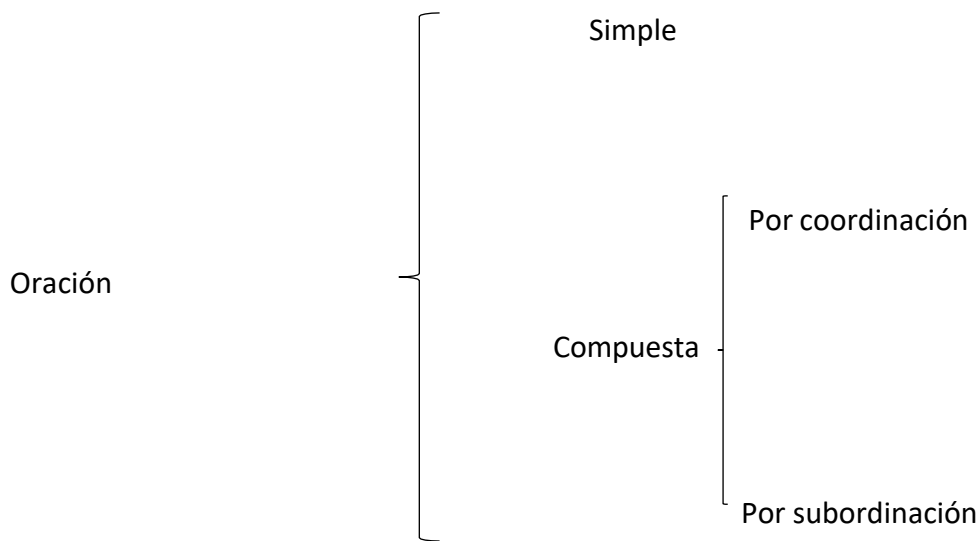 Simple
Por coordinación
Oración
Compuesta
Por subordinación